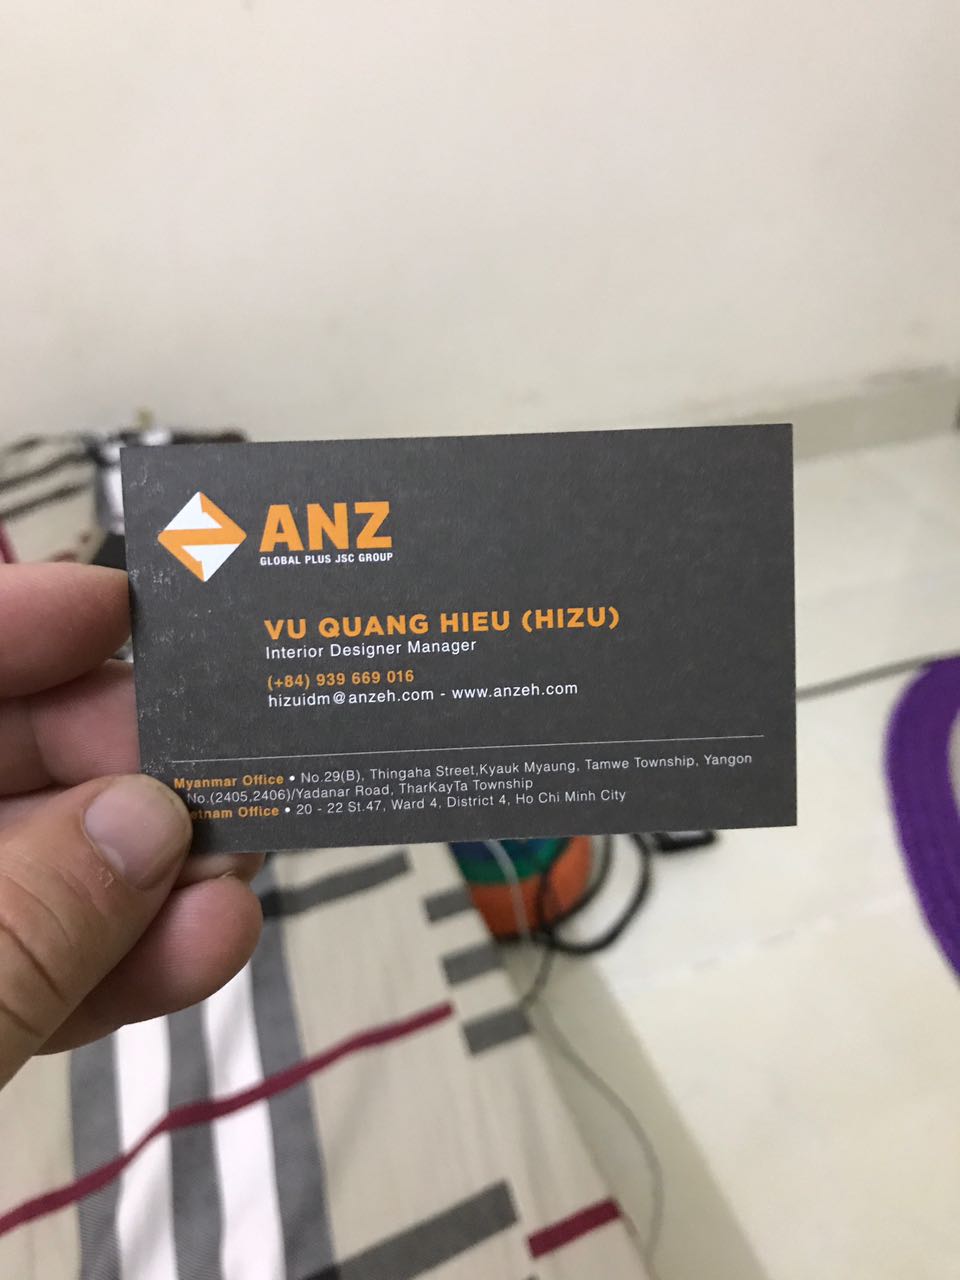 ANZ
GLOBAL PLUS JSC GROUP
VU QUANG HIEU (HIZU)
Interior Designer Manager
(+84) 939 669 016
hizuidm@anzeh.com - www.anzeh.com
Myanmar Office • No.29(B), Thingaha Street,Kyauk Myaung, Tamwe Township, Yangon
No.(2405,2406)/Yadanar Road, TharKayTa Township
Office • 20 - 22 St.47, Ward 4, District 4, Ho Chi Minh City